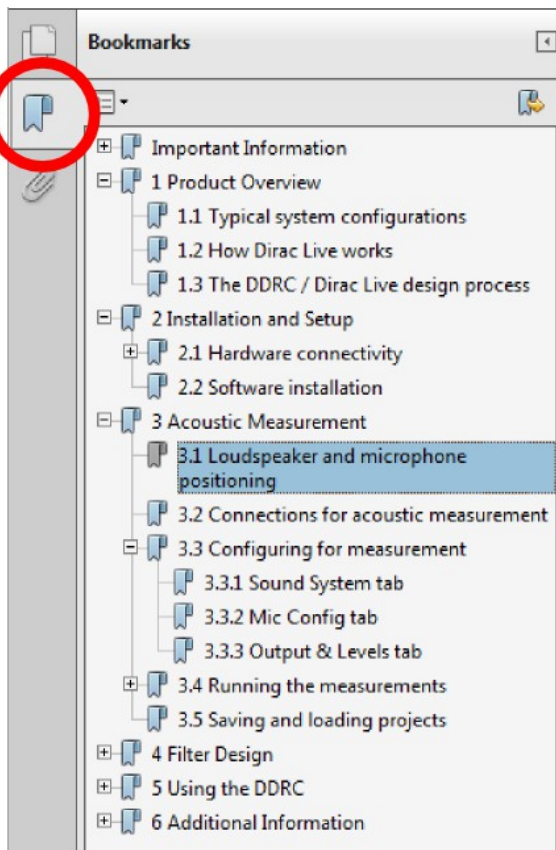 Bookmarks
Important Information
1 Product Overview
1.1 Typical system configurations
1.2 How Dirac Live works
1.3 The DDRC / Dirac Live design process
2 Installation and Setup
2.1 Hardware connectivity
2.2 Software installation
3 Acoustic Measurement
3.1 Loudspeaker and microphone
positioning
3.2 Connections for acoustic measurement
3.3 Configuring for measurement
3.3.1 Sound System tab
3.3.2 Mic Config tab
3.3.3 Output & Levels tab
3.4 Running the measurements
3.5 Saving and loading projects
4 Filter Design
5 Using the DDRC
6 Additional Information